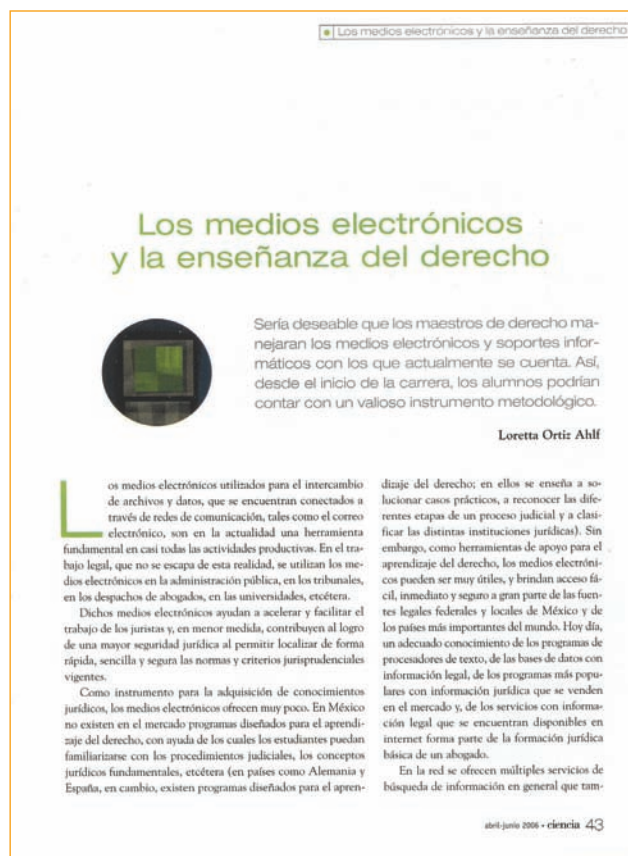 Los medios electrónicos y la enseñanza del derecho
Los medios electrónicos
y la enseñanza del derecho
Sería deseable que los maestros de derecho ma-
nejaran los medios electrónicos y soportes infor-
máticos con los que actualmente se cuenta. Así,
desde el inicio de la carrera, los alumnos podrían
contar con un valioso instrumento metodológico.
Loretta Ortiz Ahlf
Los medios electrónicos utilizados para el intercambio
de archivos y datos, que se encuentran conectados a
través de redes de comunicación, tales como el correo
electrónico, son en la actualidad una herramienta
fundamental en casi todas las actividades productivas. En el tra-
bajo legal, que no se escapa de esta realidad, se utilizan los me-
dios electrónicos en la administración pública, en los tribunales,
en los despachos de abogados, en las universidades, etcétera.
Dichos medios electrónicos ayudan a acelerar y facilitar el
trabajo de los juristas y, en menor medida, contribuyen al logro
de una mayor seguridad jurídica al permitir localizar de forma
rápida, sencilla y segura las normas y criterios jurisprudenciales
vigentes.
Como instrumento para la adquisición de conocimientos
jurídicos, los medios electrónicos ofrecen muy poco. En México
no existen en el mercado programas diseñados para el aprendi-
zaje del derecho, con ayuda de los cuales los estudiantes puedan
familiarizarse con los procedimientos judiciales, los conceptos
jurídicos fundamentales, etcétera (en países como Alemania y
España, en cambio, existen programas diseñados para el apren-
dizaje del derecho; en ellos se enseña a so-
lucionar casos prácticos, a reconocer las dife-
rentes etapas de un proceso judicial y a clasi-
ficar las distintas instituciones jurídicas). Sin
embargo, como herramientas de apoyo para el
aprendizaje del derecho, los medios electróni-
cos pueden ser muy útiles, y brindan acceso fá-
cil, inmediato y seguro a gran parte de las fuen-
tes legales federales y locales de México y de
los países más importantes del mundo. Hoy día,
un adecuado conocimiento de los programas de
procesadores de texto, de las bases de datos con
información legal, de los programas más popu-
lares con información jurídica que se venden
en el mercado y, de los servicios con informa-
ción legal que se encuentran disponibles en
internet forma parte de la formación jurídica
básica de un abogado.
En la red se ofrecen múltiples servicios de
búsqueda de información en general que tam-
abril-junio 2006 • ciencia 43